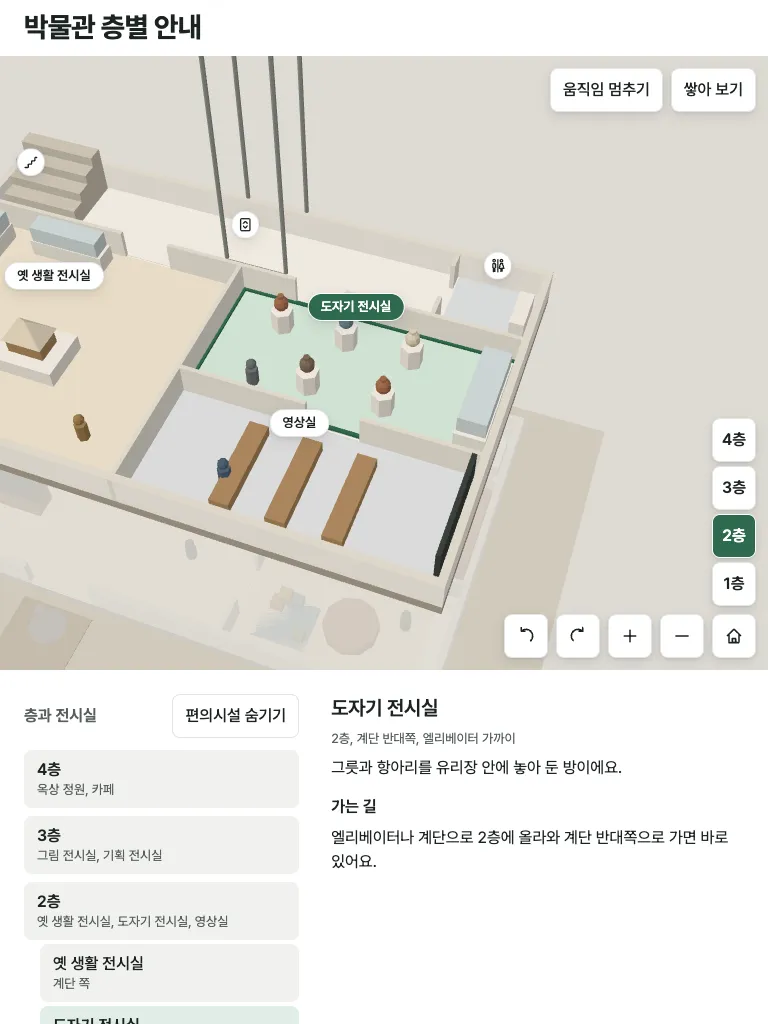 박물관 층별 안내
움직임 멈추기
쌓아 보기
옛 생활 전시실
도자기 전시실
영상실
4층
3층
2층
1층
층과 전시실
편의시설 숨기기
4층
옥상 정원, 카페
3층
그림 전시실, 기획 전시실
2층
옛 생활 전시실, 도자기 전시실, 영상실
옛 생활 전시실
계단 쪽
도자기 전시실
도자기 전시실
2층, 계단 반대쪽, 엘리베이터 가까이
그릇과 항아리를 유리장 안에 놓아 둔 방이에요.
가는 길
엘리베이터나 계단으로 2층에 올라와 계단 반대쪽으로 가면 바로
있어요.